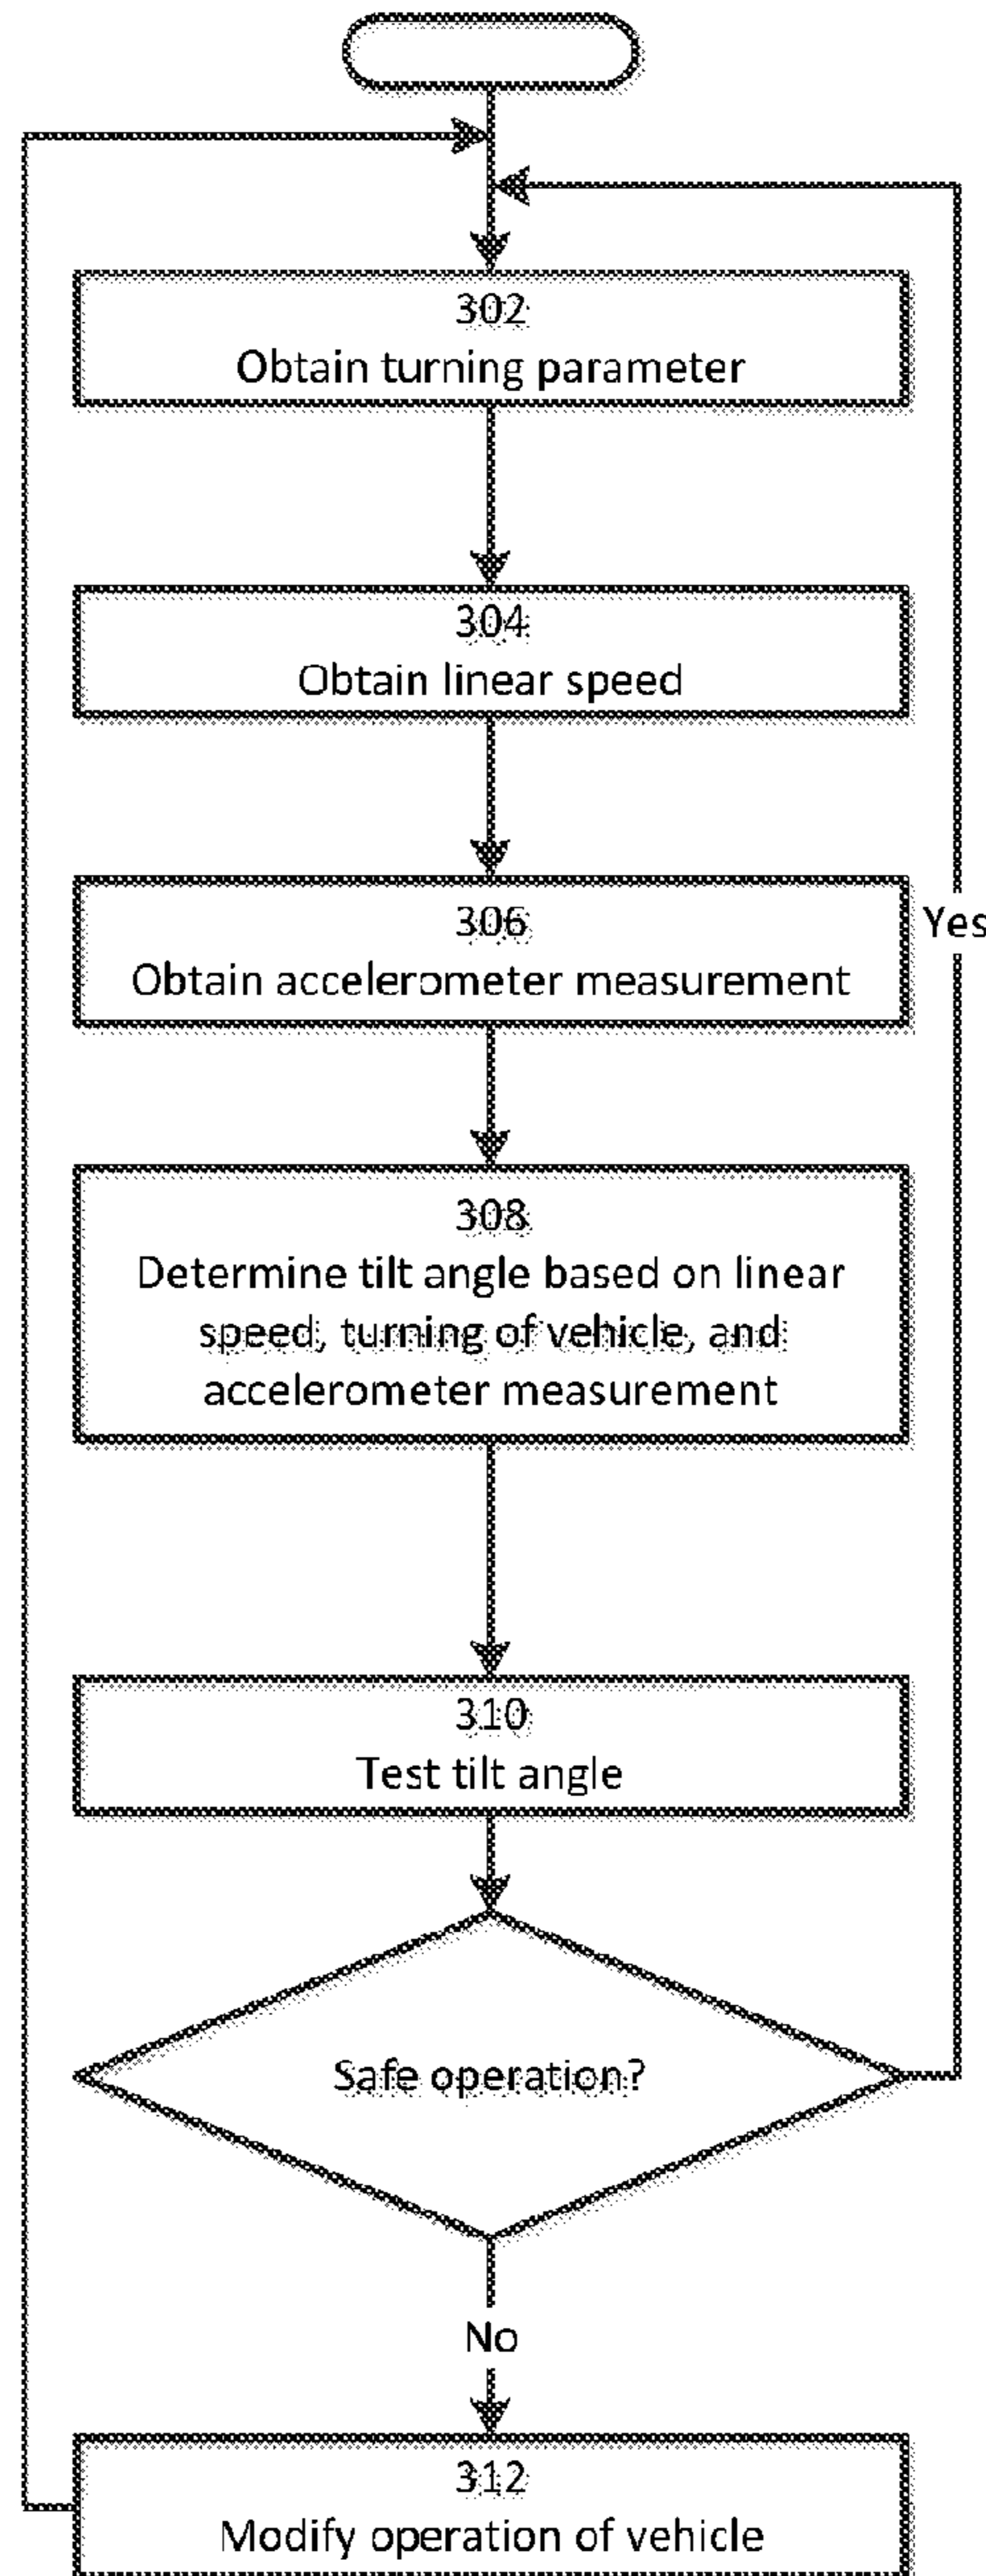 302
Obtain turning parameter
304
Obtain linear speed
306
Obtain accelerometer measurement
Yes
308
Determine tilt angle based on linear
speed, turning of vehicle, and
accelerometer measurement
310
Test tilt angle
Safe operation?
No
312
Modify operation of vehicle